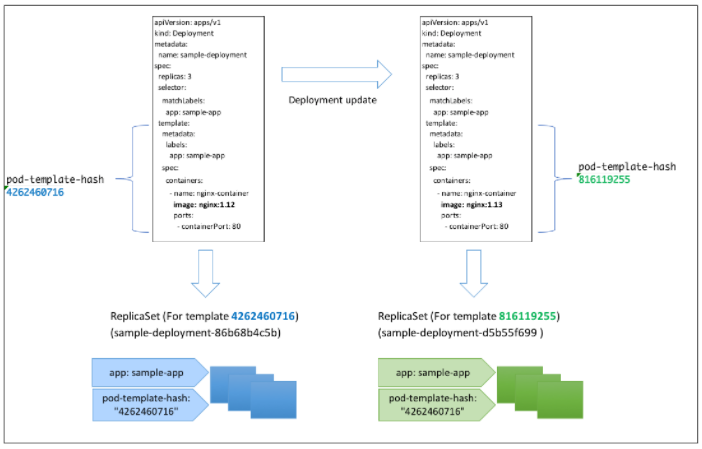 apiVersion: apps/v1
kind: Deployment
metadata:
name: sample-deployment
spec:
replicas: 3
selector:
matchLabels:
app: sample-app
template:
metadata:
labels:
app: sample-app
spec:
containers:
- name: nginx-container
image: nginx:1.12
ports:
- containerPort: 80
pod-template-hash
4262460716
Deployment update
apiVersion: apps/v1
kind: Deployment
metadata:
name: sample-deployment
spec:
replicas: 3
selector:
matchLabels:
app: sample-app
template:
metadata:
labels:
app: sample-app
spec:
containers:
- name: nginx-container
image: nginx:1.13
ports:
- containerPort: 80
pod-template-hash
816119255
ReplicaSet (For template 4262460716)
(sample-deployment-86b68b4c5b)
app: sample-app
pod-template-hash:
"4262460716"
ReplicaSet (For template 816119255)
(sample-deployment-d5b55f699 )
app: sample-app
pod-template-hash:
"4262460716"